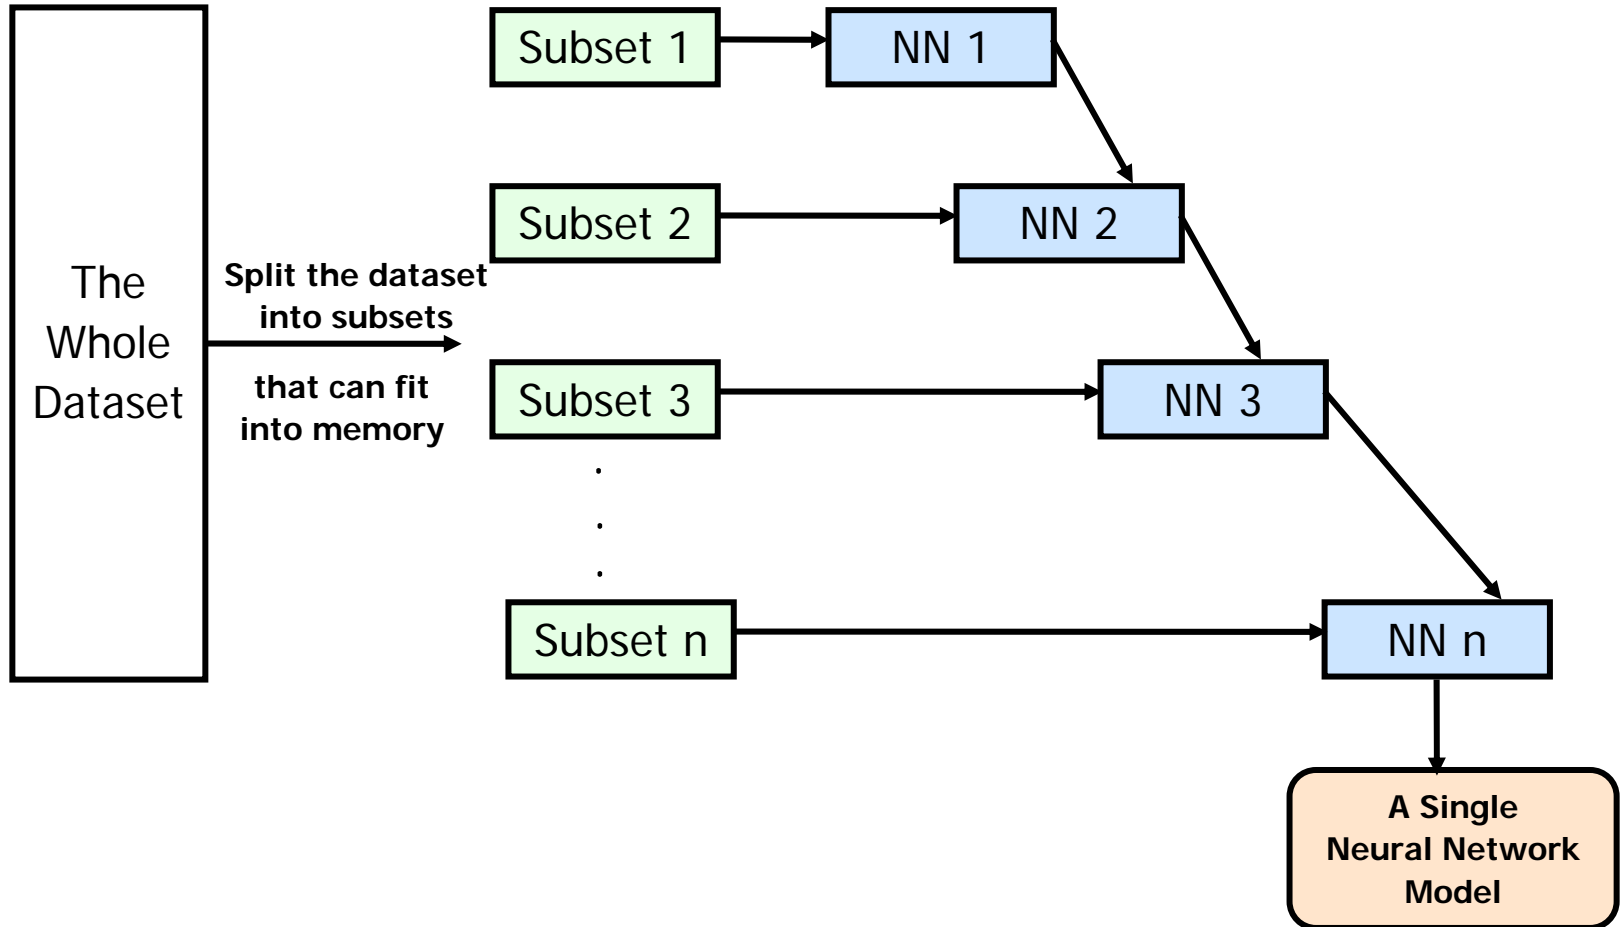 The
Whole
Dataset
Split the dataset
into subsets
that can fit
into memory
Subset 1
NN 1
Subset 2
NN 2
Subset 3
NN 3
.
.
.
Subset n
NN n
A Single
Neural Network
Model